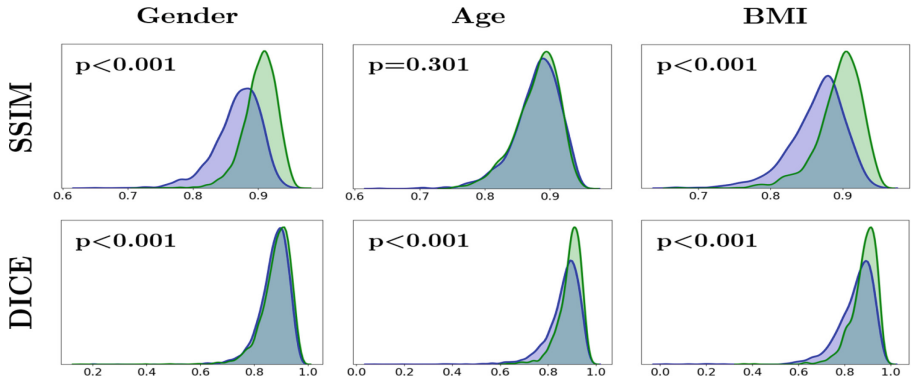 Gender Age BMI
SSIM
p<0.001 p=0.301 p<0.001
0.6 0.7 0.8 0.9 0.6 0.7 0.8 0.9 0.7 0.8 0.9
DICE
p<0.001 p<0.001 p<0.001
0.2 0.4 0.6 0.8 1.0 0.0 0.2 0.4 0.6 0.8 1.0 0.0 0.2 0.4 0.6 0.8 1.0